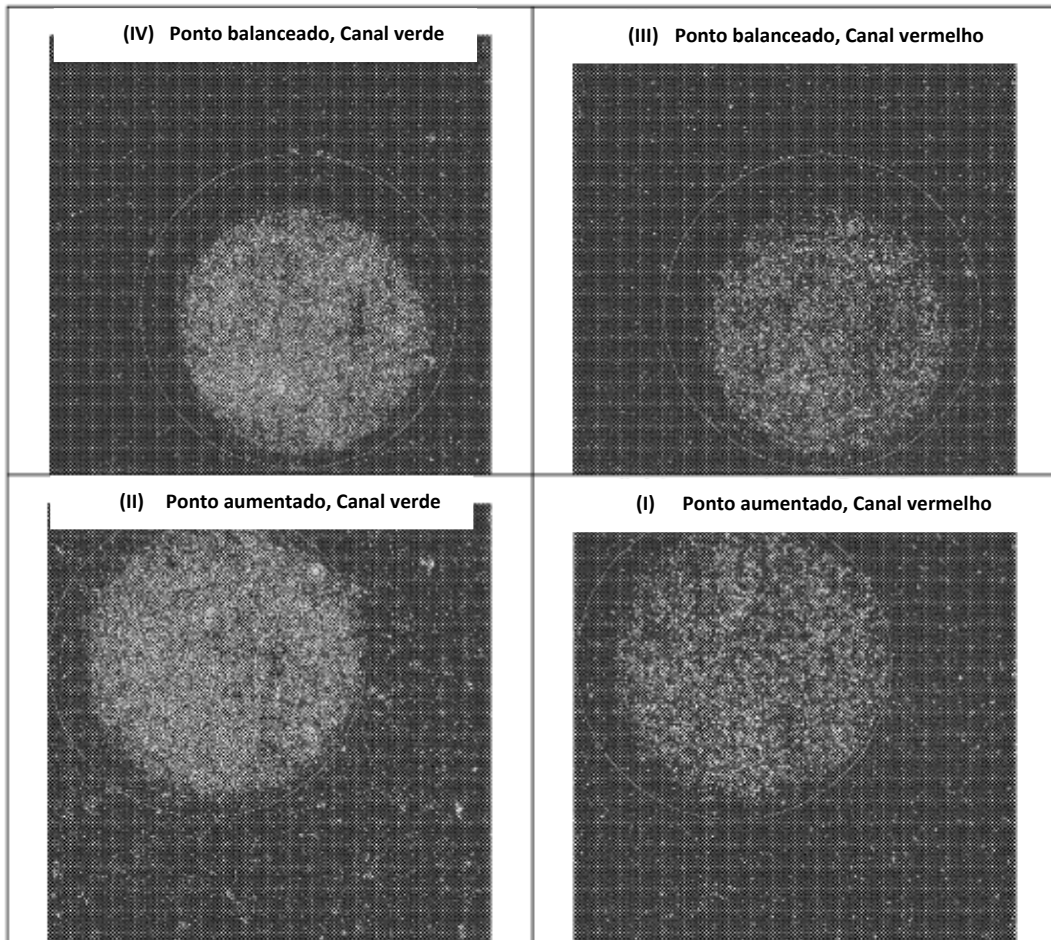 (IV) Ponto balanceado, Canal verde
(III) Ponto balanceado, Canal vermelho
(II) Ponto aumentado, Canal verde
(I) Ponto aumentado, Canal vermelho